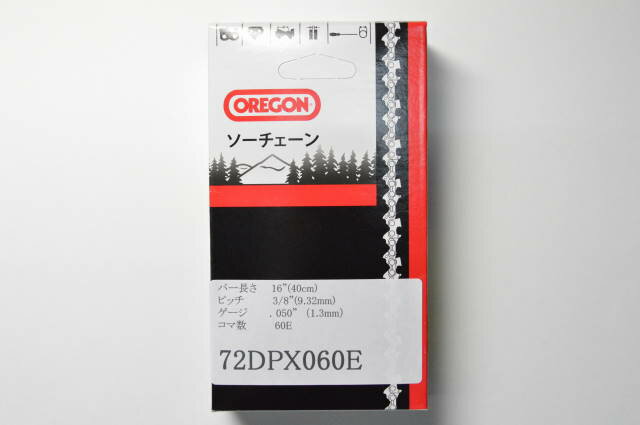 OREGON
ソーチェーン
バー長さ 16"(40cm)
ピッチ 3/8"(9.32mm)
ゲージ .050" (1.3mm)
コマ数 60E
72DPX060E